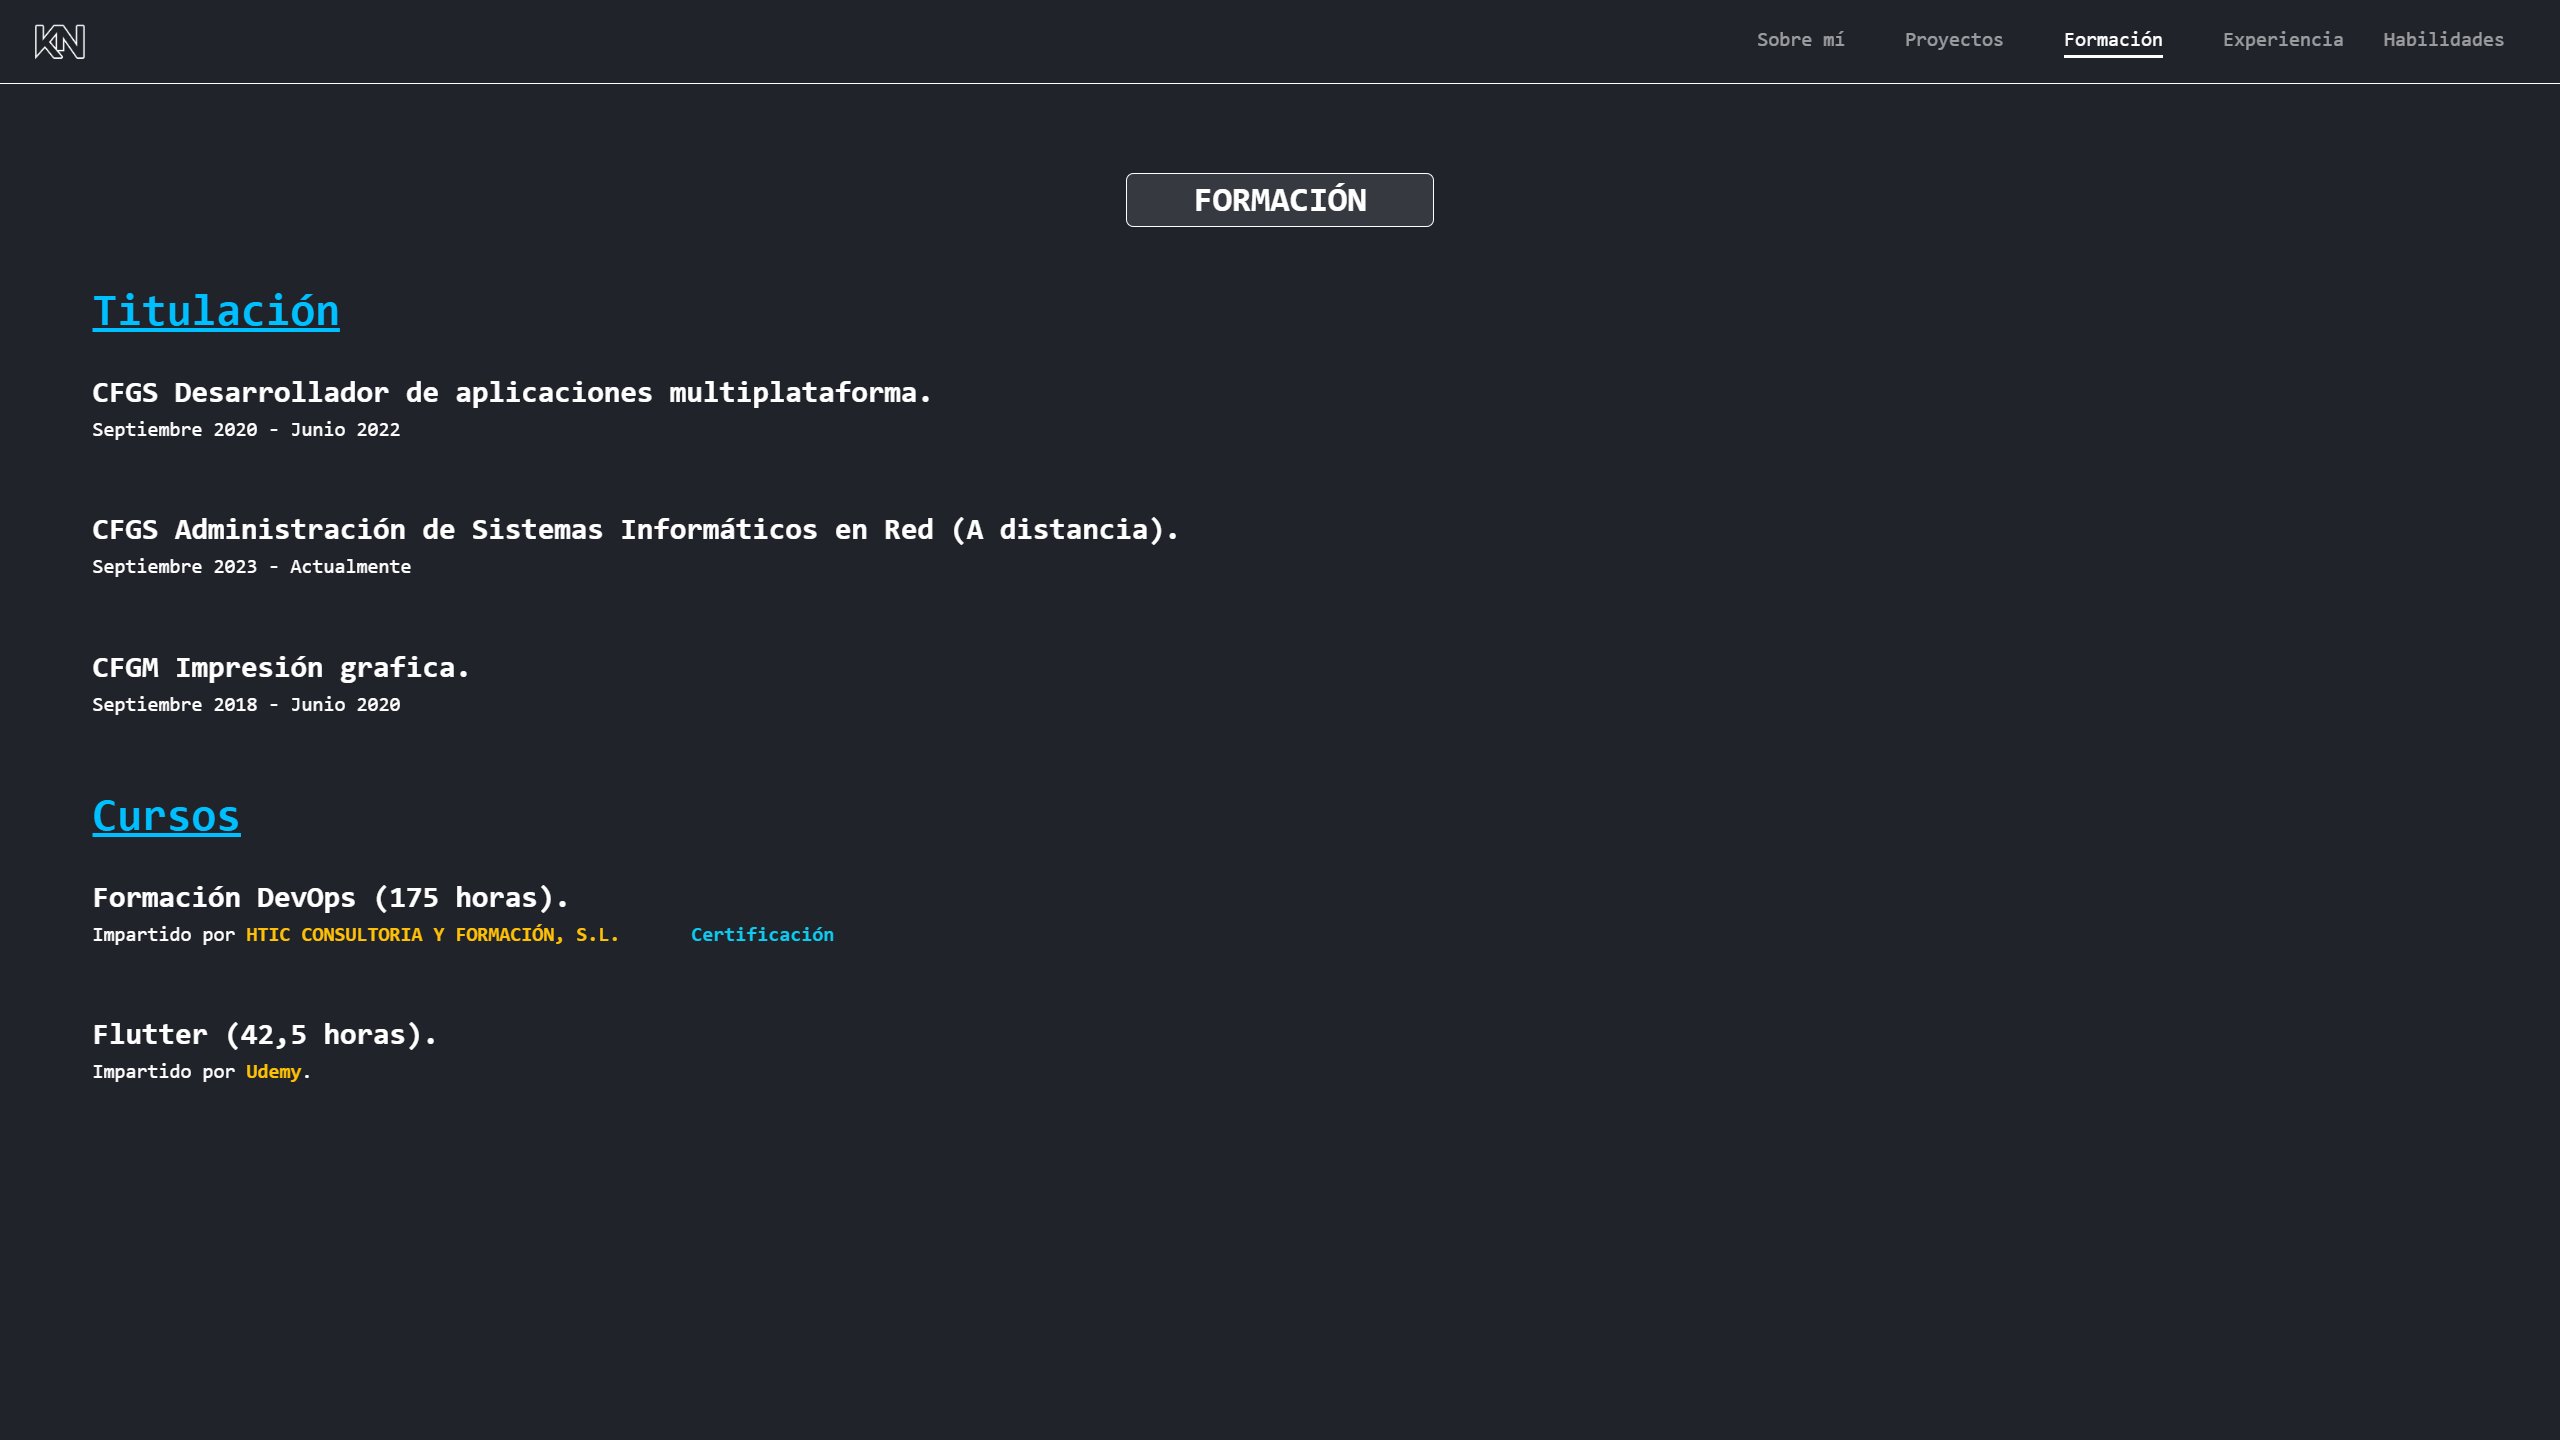 KN
Sobre mí Proyectos Formación Experiencia Habilidades
FORMACIÓN
Titulación
CFGS Desarrollador de aplicaciones multiplataforma.
Septiembre 2020 - Junio 2022
CFGS Administración de Sistemas Informáticos en Red (A distancia).
Septiembre 2023 - Actualmente
CFGM Impresión grafica.
Septiembre 2018 - Junio 2020
Cursos
Formación DevOps (175 horas).
Impartido por HTIC CONSULTORIA Y FORMACIÓN, S.L. Certificación
Flutter (42,5 horas).
Impartido por Udemy.